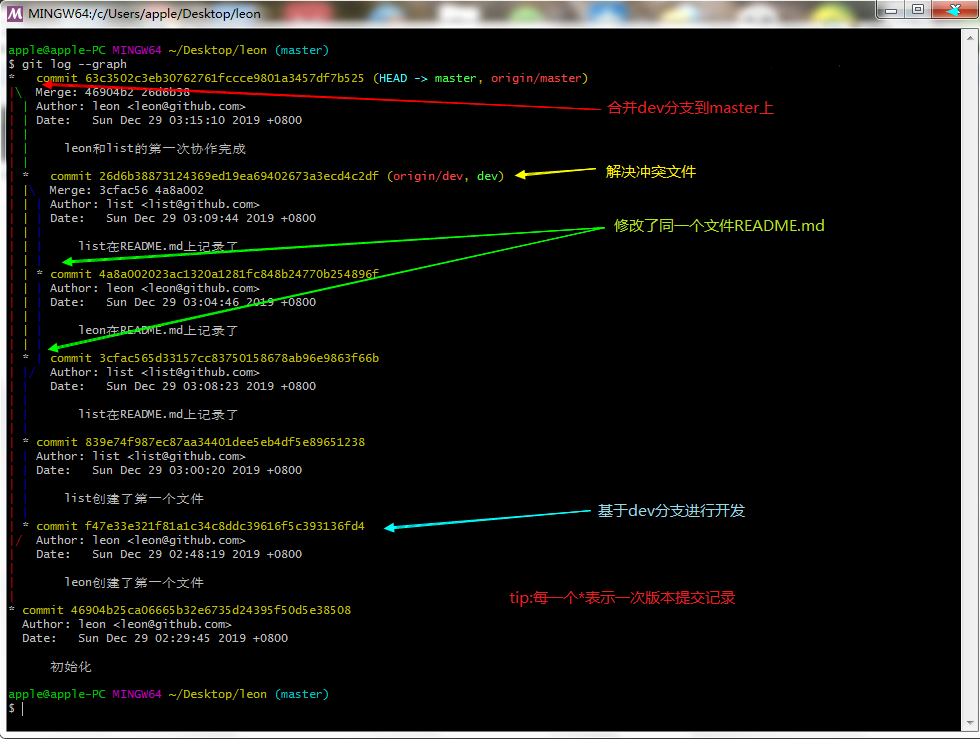 MINGW64:/c/Users/apple/Desktop/leon
apple@apple-PC MINGW64 ~/Desktop/leon (master)
$ git log --graph
* commit 63c3502c3eb30762761fccce9801a3457df7b525 (HEAD -> master, origin/master)
|\ Merge: 46904b2 26d6b38
| | Author: leon <leon@github.com>
合并dev分支到master上
| | Date: Sun Dec 29 03:15:10 2019 +0800
| | leon和list的第一次协作完成
| * commit 26d6b38873124369ed19ea69402673a3ecd4c2df (origin/dev, dev)
解决冲突文件
| |\ Merge: 3cfac56 4a8a002
| | | Author: list <list@github.com>
| | | Date: Sun Dec 29 03:09:44 2019 +0800
修改了同一个文件README.md
| | | list在README.md上记录了
| | * commit 4a8a002023ac1320a1281fc848b24770b254896f
| | | Author: leon <leon@github.com>
| | | Date: Sun Dec 29 03:04:46 2019 +0800
| | | leon在README.md上记录了
| * | commit 3cfac565d33157cc83750158678ab96e9863f66b
| |/ Author: list <list@github.com>
| | Date: Sun Dec 29 03:08:23 2019 +0800
| | list在README.md上记录了
| * commit 839e74f987ec87aa34401dee5eb4df5e89651238
| | Author: list <list@github.com>
| | Date: Sun Dec 29 03:00:20 2019 +0800
| | list创建了第一个文件
| * commit f47e33e321f81a1c34c8ddc39616f5c393136fd4
基于dev分支进行开发
|/ Author: leon <leon@github.com>
| Date: Sun Dec 29 02:48:19 2019 +0800
| leon创建了第一个文件
tip:每一个*表示一次版本提交记录
* commit 46904b25ca06665b32e6735d24395f50d5e38508
Author: leon <leon@github.com>
Date: Sun Dec 29 02:29:45 2019 +0800
初始化
apple@apple-PC MINGW64 ~/Desktop/leon (master)
$